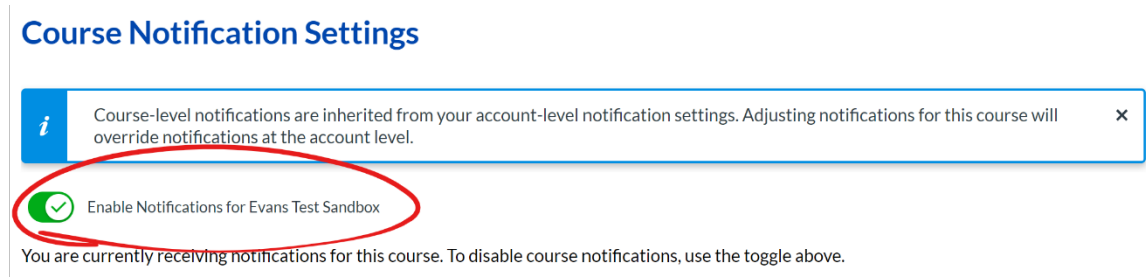 Course Notification Settings
i
Course-level notifications are inherited from your account-level notification settings. Adjusting notifications for this course will
override notifications at the account level.
Enable Notifications for Evans Test Sandbox
You are currently receiving notifications for this course. To disable course notifications, use the toggle above.